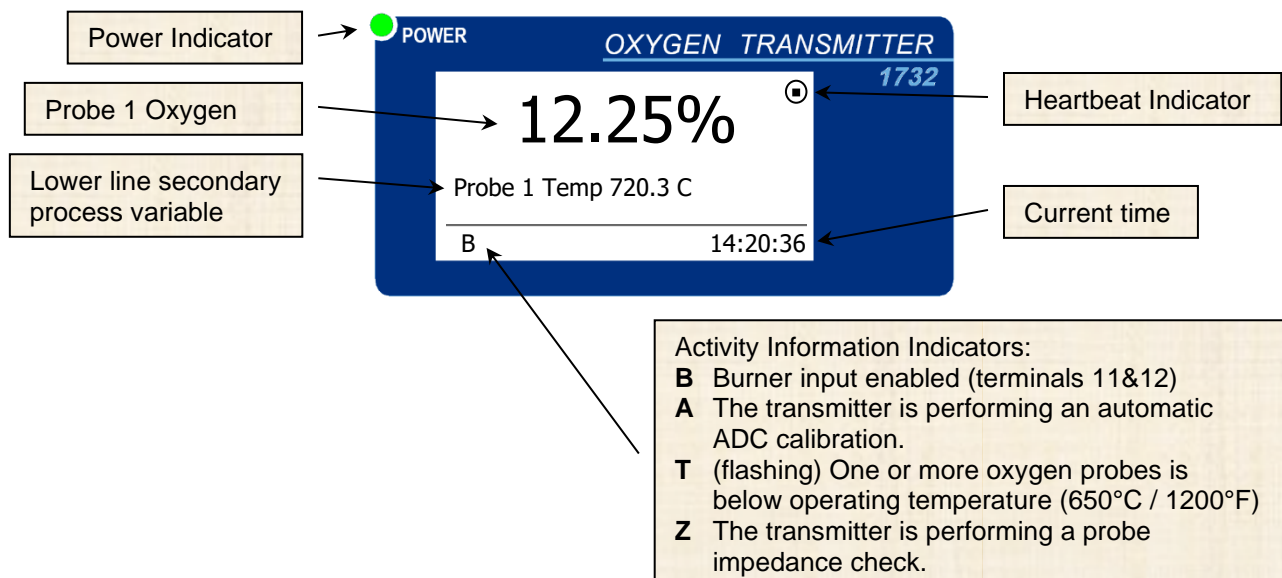 Power Indicator
POWER
OXYGEN TRANSMITTER
1732
Probe 1 Oxygen
12.25%
Heartbeat Indicator
Lower line secondary
process variable
Probe 1 Temp 720.3 C
Current time
B 14:20:36
Activity Information Indicators:
B Burner input enabled (terminals 11&12)
A The transmitter is performing an automatic
ADC calibration.
T (flashing) One or more oxygen probes is
below operating temperature (650°C / 1200°F)
Z The transmitter is performing a probe
impedance check.